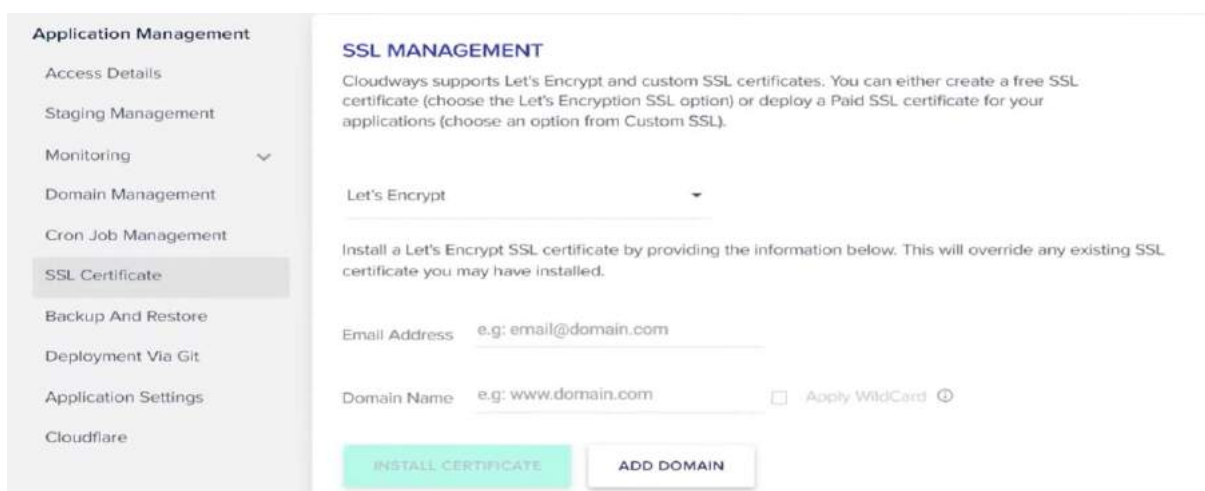 Application Management
Access Details
Staging Management
Monitoring
Domain Management
Cron Job Management
SSL Certificate
Backup And Restore
Deployment Via Git
Application Settings
Cloudflare
SSL MANAGEMENT
Cloudways supports Let's Encrypt and custom SSL certificates. You can either create a free SSL
certificate (choose the Let's Encryption SSL option) or deploy a Paid SSL certificate for your
applications (choose an option from Custom SSL).
Let's Encrypt
Install a Let's Encrypt SSL certificate by providing the information below. This will override any existing SSL
certificate you may have installed.
Email Address e.g: email@domain.com
Domain Name e.g: www.domain.com Apply WildCard
INSTALL CERTIFICATE ADD DOMAIN